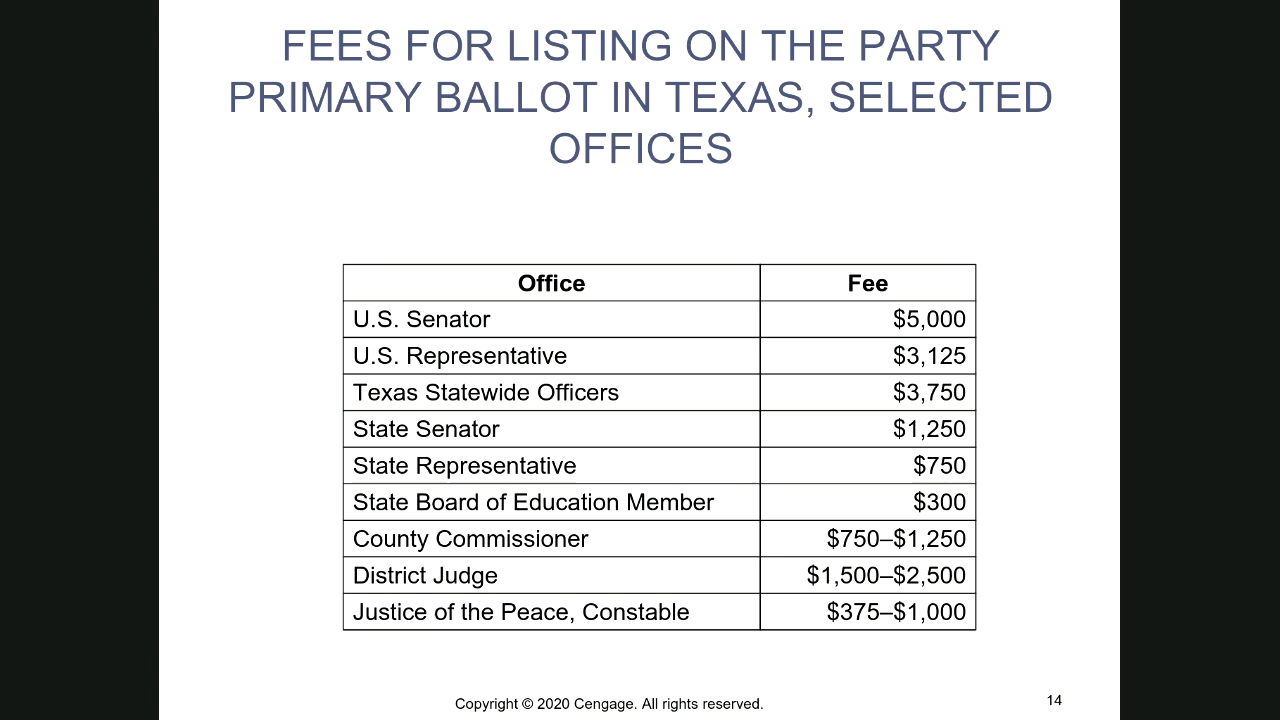 FEES FOR LISTING ON THE PARTY
PRIMARY BALLOT IN TEXAS, SELECTED
OFFICES
Office Fee
U.S. Senator $5,000
U.S. Representative $3,125
Texas Statewide Officers $3,750
State Senator $1,250
State Representative $750
State Board of Education Member $300
County Commissioner $750–$1,250
District Judge $1,500–$2,500
Justice of the Peace, Constable $375–$1,000
Copyright © 2020 Cengage. All rights reserved. 14